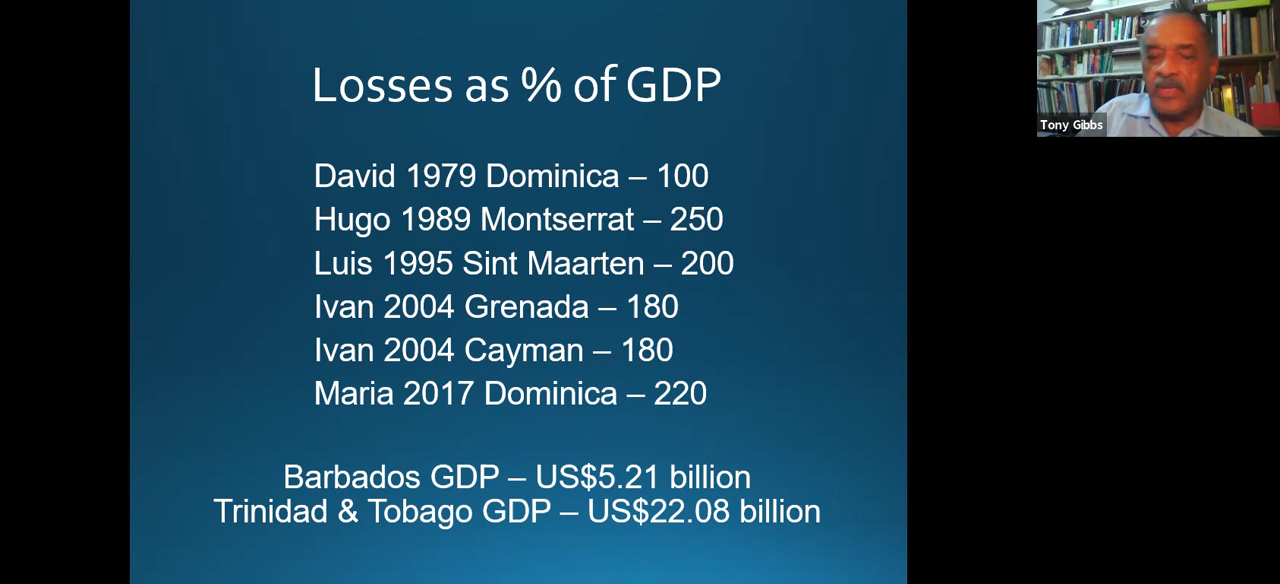 Losses as % of GDP
David 1979 Dominica – 100
Hugo 1989 Montserrat – 250
Luis 1995 Sint Maarten – 200
Ivan 2004 Grenada – 180
Ivan 2004 Cayman – 180
Maria 2017 Dominica – 220
Barbados GDP – US$5.21 billion
Trinidad & Tobago GDP – US$22.08 billion
Tony Gibbs